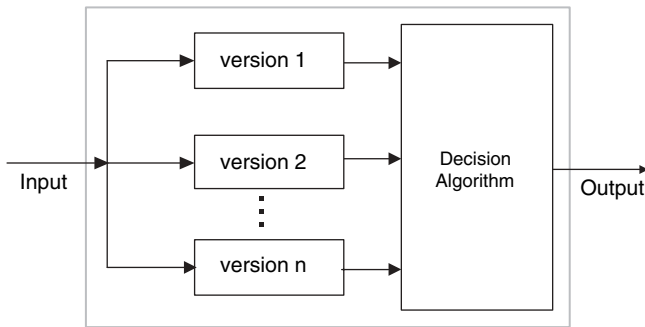 version 1
version 2
version n
Input
Decision
Algorithm
Output